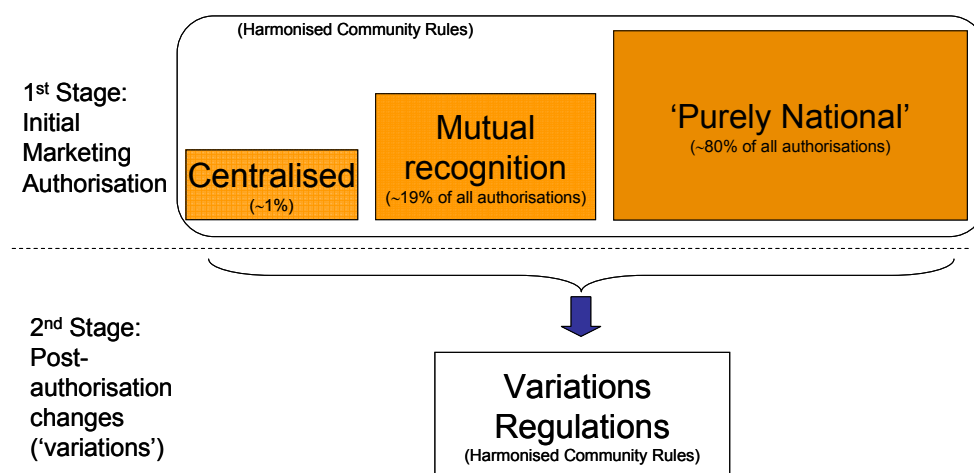 (Harmonised Community Rules)
1st Stage:
Initial
Marketing
Authorisation
Centralised
(~1%)
Mutual
recognition
(~19% of all authorisations)
‘Purely National’
(~80% of all authorisations)
2nd Stage:
Post-
authorisation
changes
(‘variations’)
Variations
Regulations
(Harmonised Community Rules)